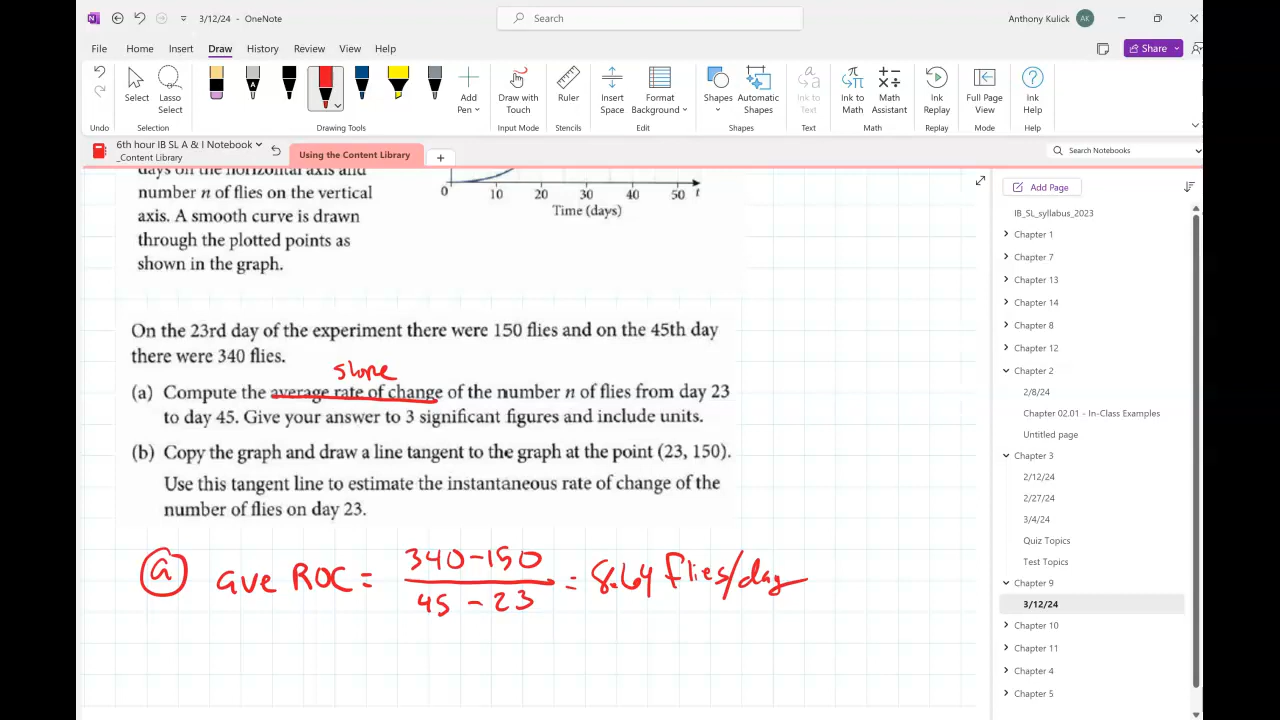 3/12/24 - OneNote
Search
Anthony Kulick
AK
File Home Insert Draw History Review View Help
Share
Undo
Select
Lasso Select
Add Pen
Draw with Touch
Ruler
Insert Space
Format Background
Shapes
Automatic Shapes
Ink to Text
Ink to Math
Math Assistant
Ink Replay
Full Page View
Ink Help
Undo Selection Drawing Tools Input Mode Stencils Edit Shapes Text Math Replay Mode Help
6th hour IB SL A & I Notebook
_Content Library
Using the Content Library
+
Search Notebooks
days on the horizontal axis and
number n of flies on the vertical
axis. A smooth curve is drawn
through the plotted points as
shown in the graph.
0 10 20 30 40 50 t
Time (days)
On the 23rd day of the experiment there were 150 flies and on the 45th day
there were 340 flies.
slope
(a) Compute the average rate of change of the number n of flies from day 23
to day 45. Give your answer to 3 significant figures and include units.
(b) Copy the graph and draw a line tangent to the graph at the point (23, 150).
Use this tangent line to estimate the instantaneous rate of change of the
number of flies on day 23.
a ave ROC = 340-150 / 45 - 23 = 8.64 flies/day
Add Page
IB_SL_syllabus_2023
Chapter 1
Chapter 7
Chapter 13
Chapter 14
Chapter 8
Chapter 12
Chapter 2
2/8/24
Chapter 02.01 - In-Class Examples
Untitled page
Chapter 3
2/12/24
2/27/24
3/4/24
Quiz Topics
Test Topics
Chapter 9
3/12/24
Chapter 10
Chapter 11
Chapter 4
Chapter 5